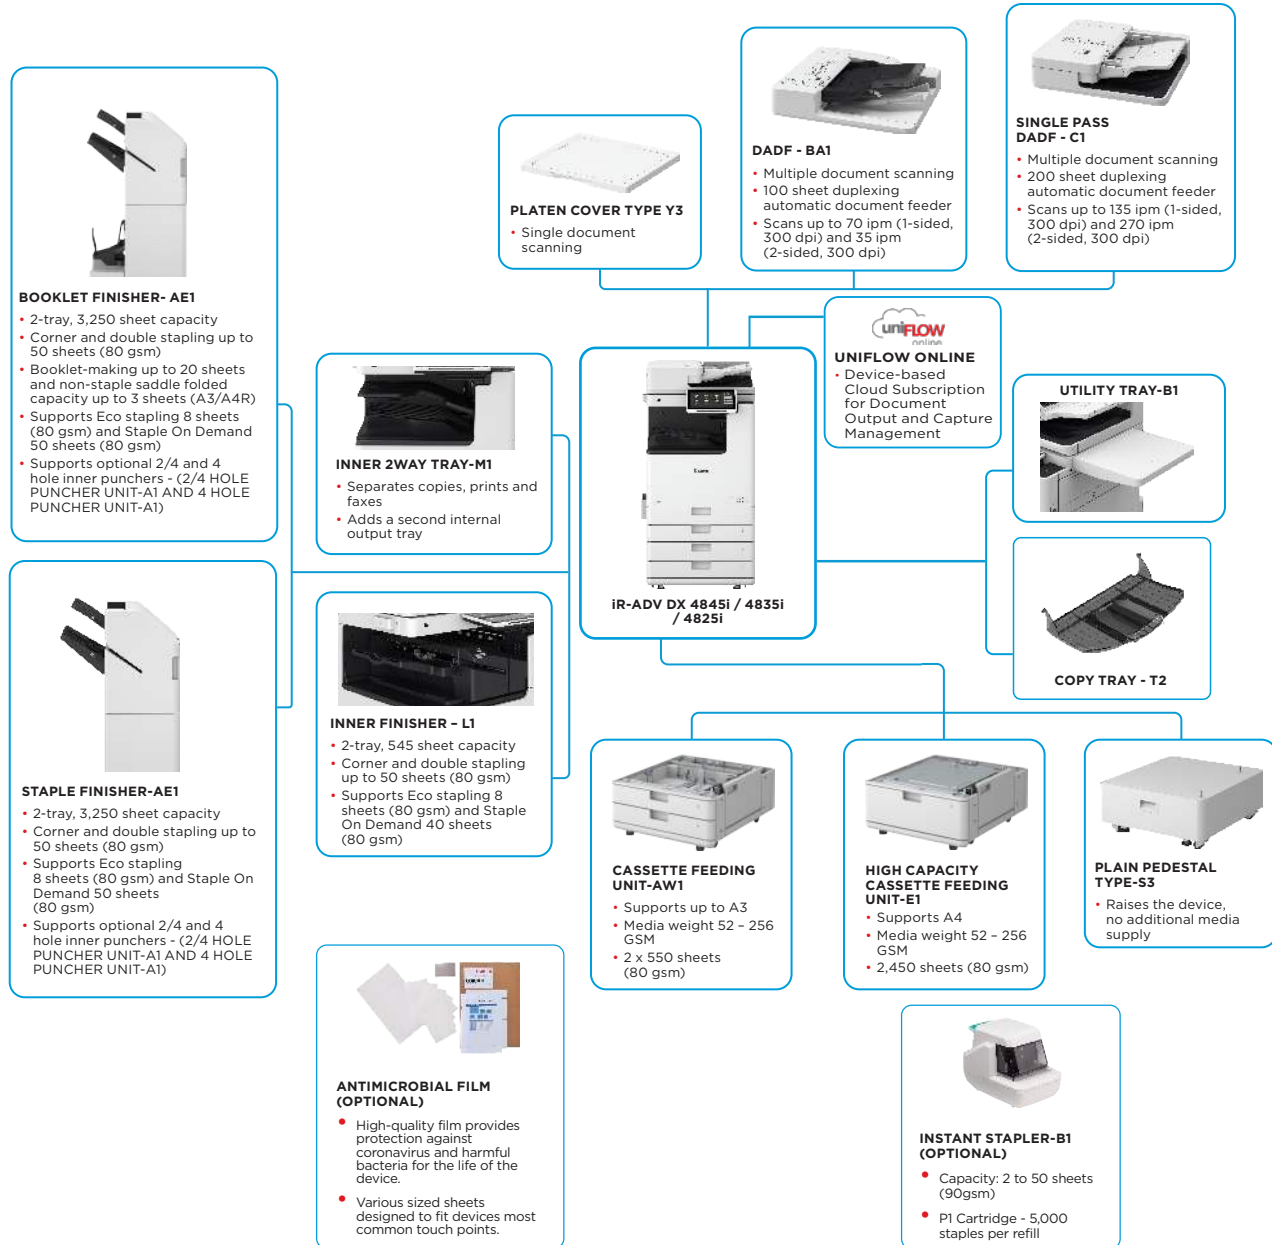 SINGLE PASS
DADF - C1
• Multiple document scanning
• 200 sheet duplexing
automatic document feeder
• Scans up to 135 ipm (1-sided,
300 dpi) and 270 ipm
(2-sided, 300 dpi)
DADF - BA1
• Multiple document scanning
• 100 sheet duplexing
automatic document feeder
• Scans up to 70 ipm (1-sided,
300 dpi) and 35 ipm
(2-sided, 300 dpi)
PLATEN COVER TYPE Y3
• Single document
scanning
BOOKLET FINISHER- AE1
• 2-tray, 3,250 sheet capacity
• Corner and double stapling up to
50 sheets (80 gsm)
• Booklet-making up to 20 sheets
and non-staple saddle folded
capacity up to 3 sheets (A3/A4R)
• Supports Eco stapling 8 sheets
(80 gsm) and Staple On Demand
50 sheets (80 gsm)
• Supports optional 2/4 and 4
hole inner punchers - (2/4 HOLE
PUNCHER UNIT-A1 AND 4 HOLE
PUNCHER UNIT-A1)
uniFLOW
online
UNIFLOW ONLINE
• Device-based
Cloud Subscription
for Document
Output and Capture
Management
UTILITY TRAY-B1
INNER 2WAY TRAY-M1
• Separates copies, prints and
faxes
• Adds a second internal
output tray
Canon
iR-ADV DX 4845i / 4835i
/ 4825i
COPY TRAY - T2
INNER FINISHER – L1
• 2-tray, 545 sheet capacity
• Corner and double stapling
up to 50 sheets (80 gsm)
• Supports Eco stapling 8
sheets (80 gsm) and Staple
On Demand 40 sheets
(80 gsm)
STAPLE FINISHER-AE1
• 2-tray, 3,250 sheet capacity
• Corner and double stapling up to
50 sheets (80 gsm)
• Supports Eco stapling
8 sheets (80 gsm) and Staple On
Demand 50 sheets
(80 gsm)
• Supports optional 2/4 and 4
hole inner punchers - (2/4 HOLE
PUNCHER UNIT-A1 AND 4 HOLE
PUNCHER UNIT-A1)
CASSETTE FEEDING
UNIT-AW1
• Supports up to A3
• Media weight 52 – 256
GSM
• 2 x 550 sheets
(80 gsm)
HIGH CAPACITY
CASSETTE FEEDING
UNIT-E1
• Supports A4
• Media weight 52 – 256
GSM
• 2,450 sheets (80 gsm)
PLAIN PEDESTAL
TYPE-S3
• Raises the device,
no additional media
supply
ANTIMICROBIAL FILM
(OPTIONAL)
• High-quality film provides
protection against
coronavirus and harmful
bacteria for the life of the
device.
• Various sized sheets
designed to fit devices most
common touch points.
INSTANT STAPLER-B1
(OPTIONAL)
• Capacity: 2 to 50 sheets
(90gsm)
• P1 Cartridge - 5,000
staples per refill